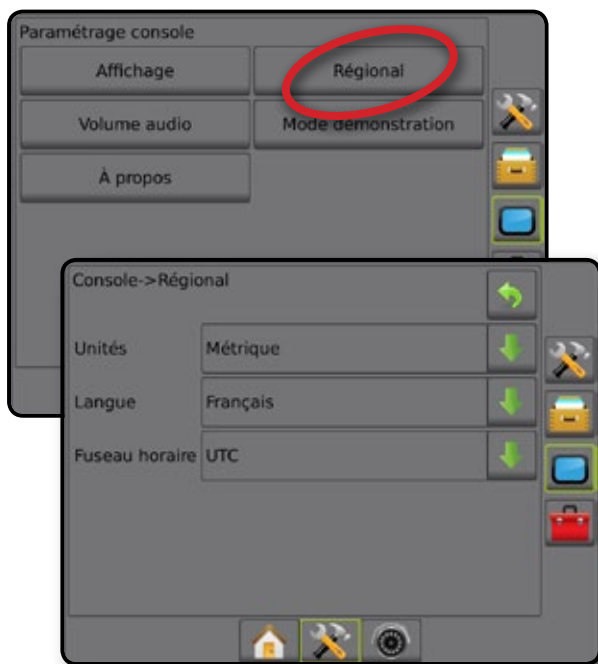 Paramétrage console
Affichage Régional
Volume audio Mode démonstration
À propos
Console->Régional
Unités Métrique
Langue Français
Fuseau horaire UTC